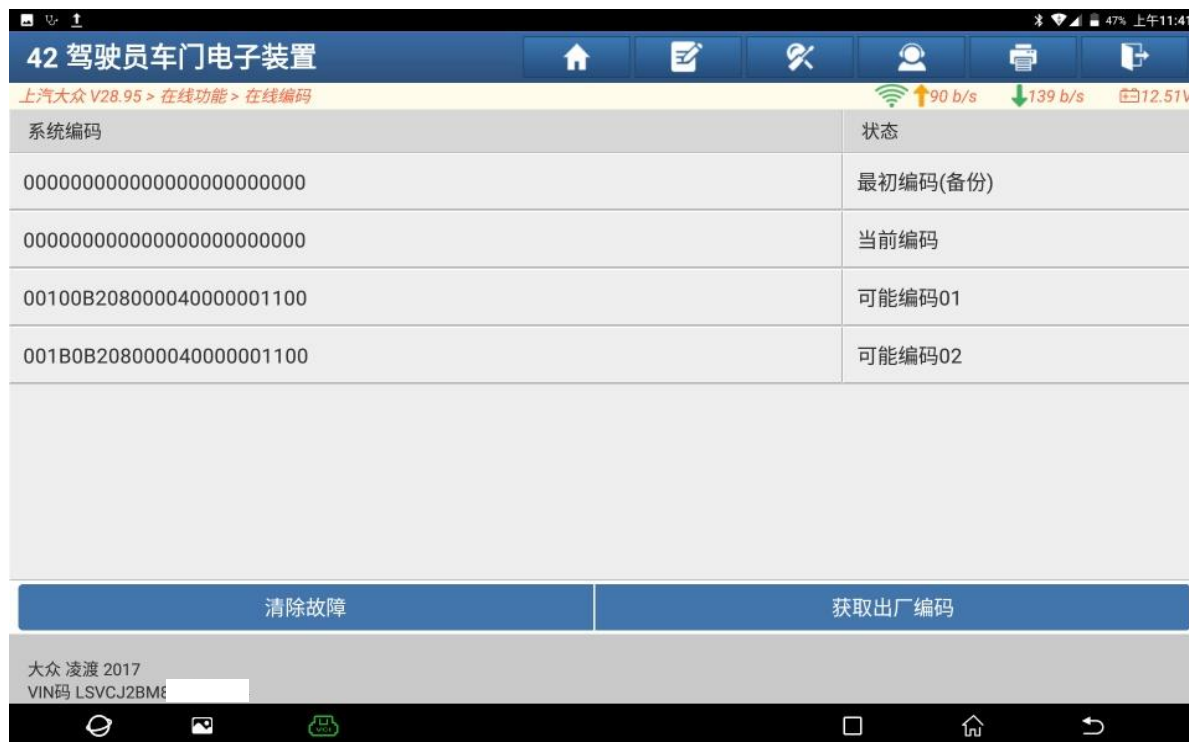 47% 上午11:41
42 驾驶员车门电子装置
上汽大众 V28.95 > 在线功能 > 在线编码 90 b/s 139 b/s 12.51V
系统编码 状态
000000000000000000000000 最初编码(备份)
000000000000000000000000 当前编码
00100B208000040000001100 可能编码01
001B0B208000040000001100 可能编码02
清除故障 获取出厂编码
大众 凌渡 2017
VIN码 LSVCJ2BM8
VCI